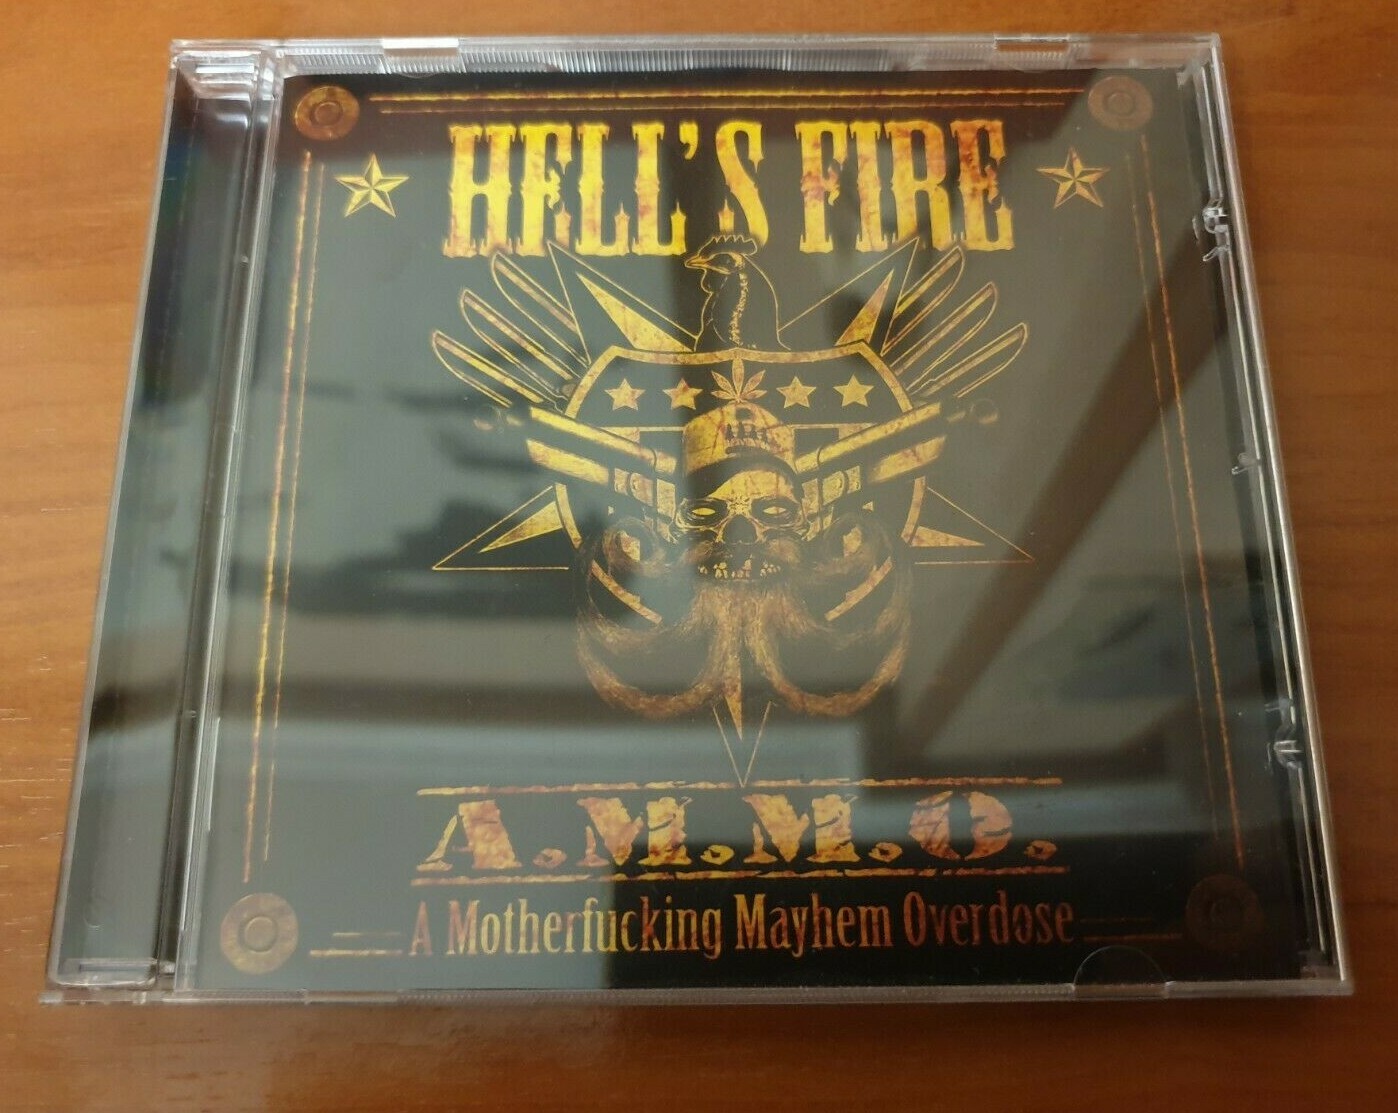 HELL'S FIRE
A.M.M.O.
A Motherfucking Mayhem Overdose